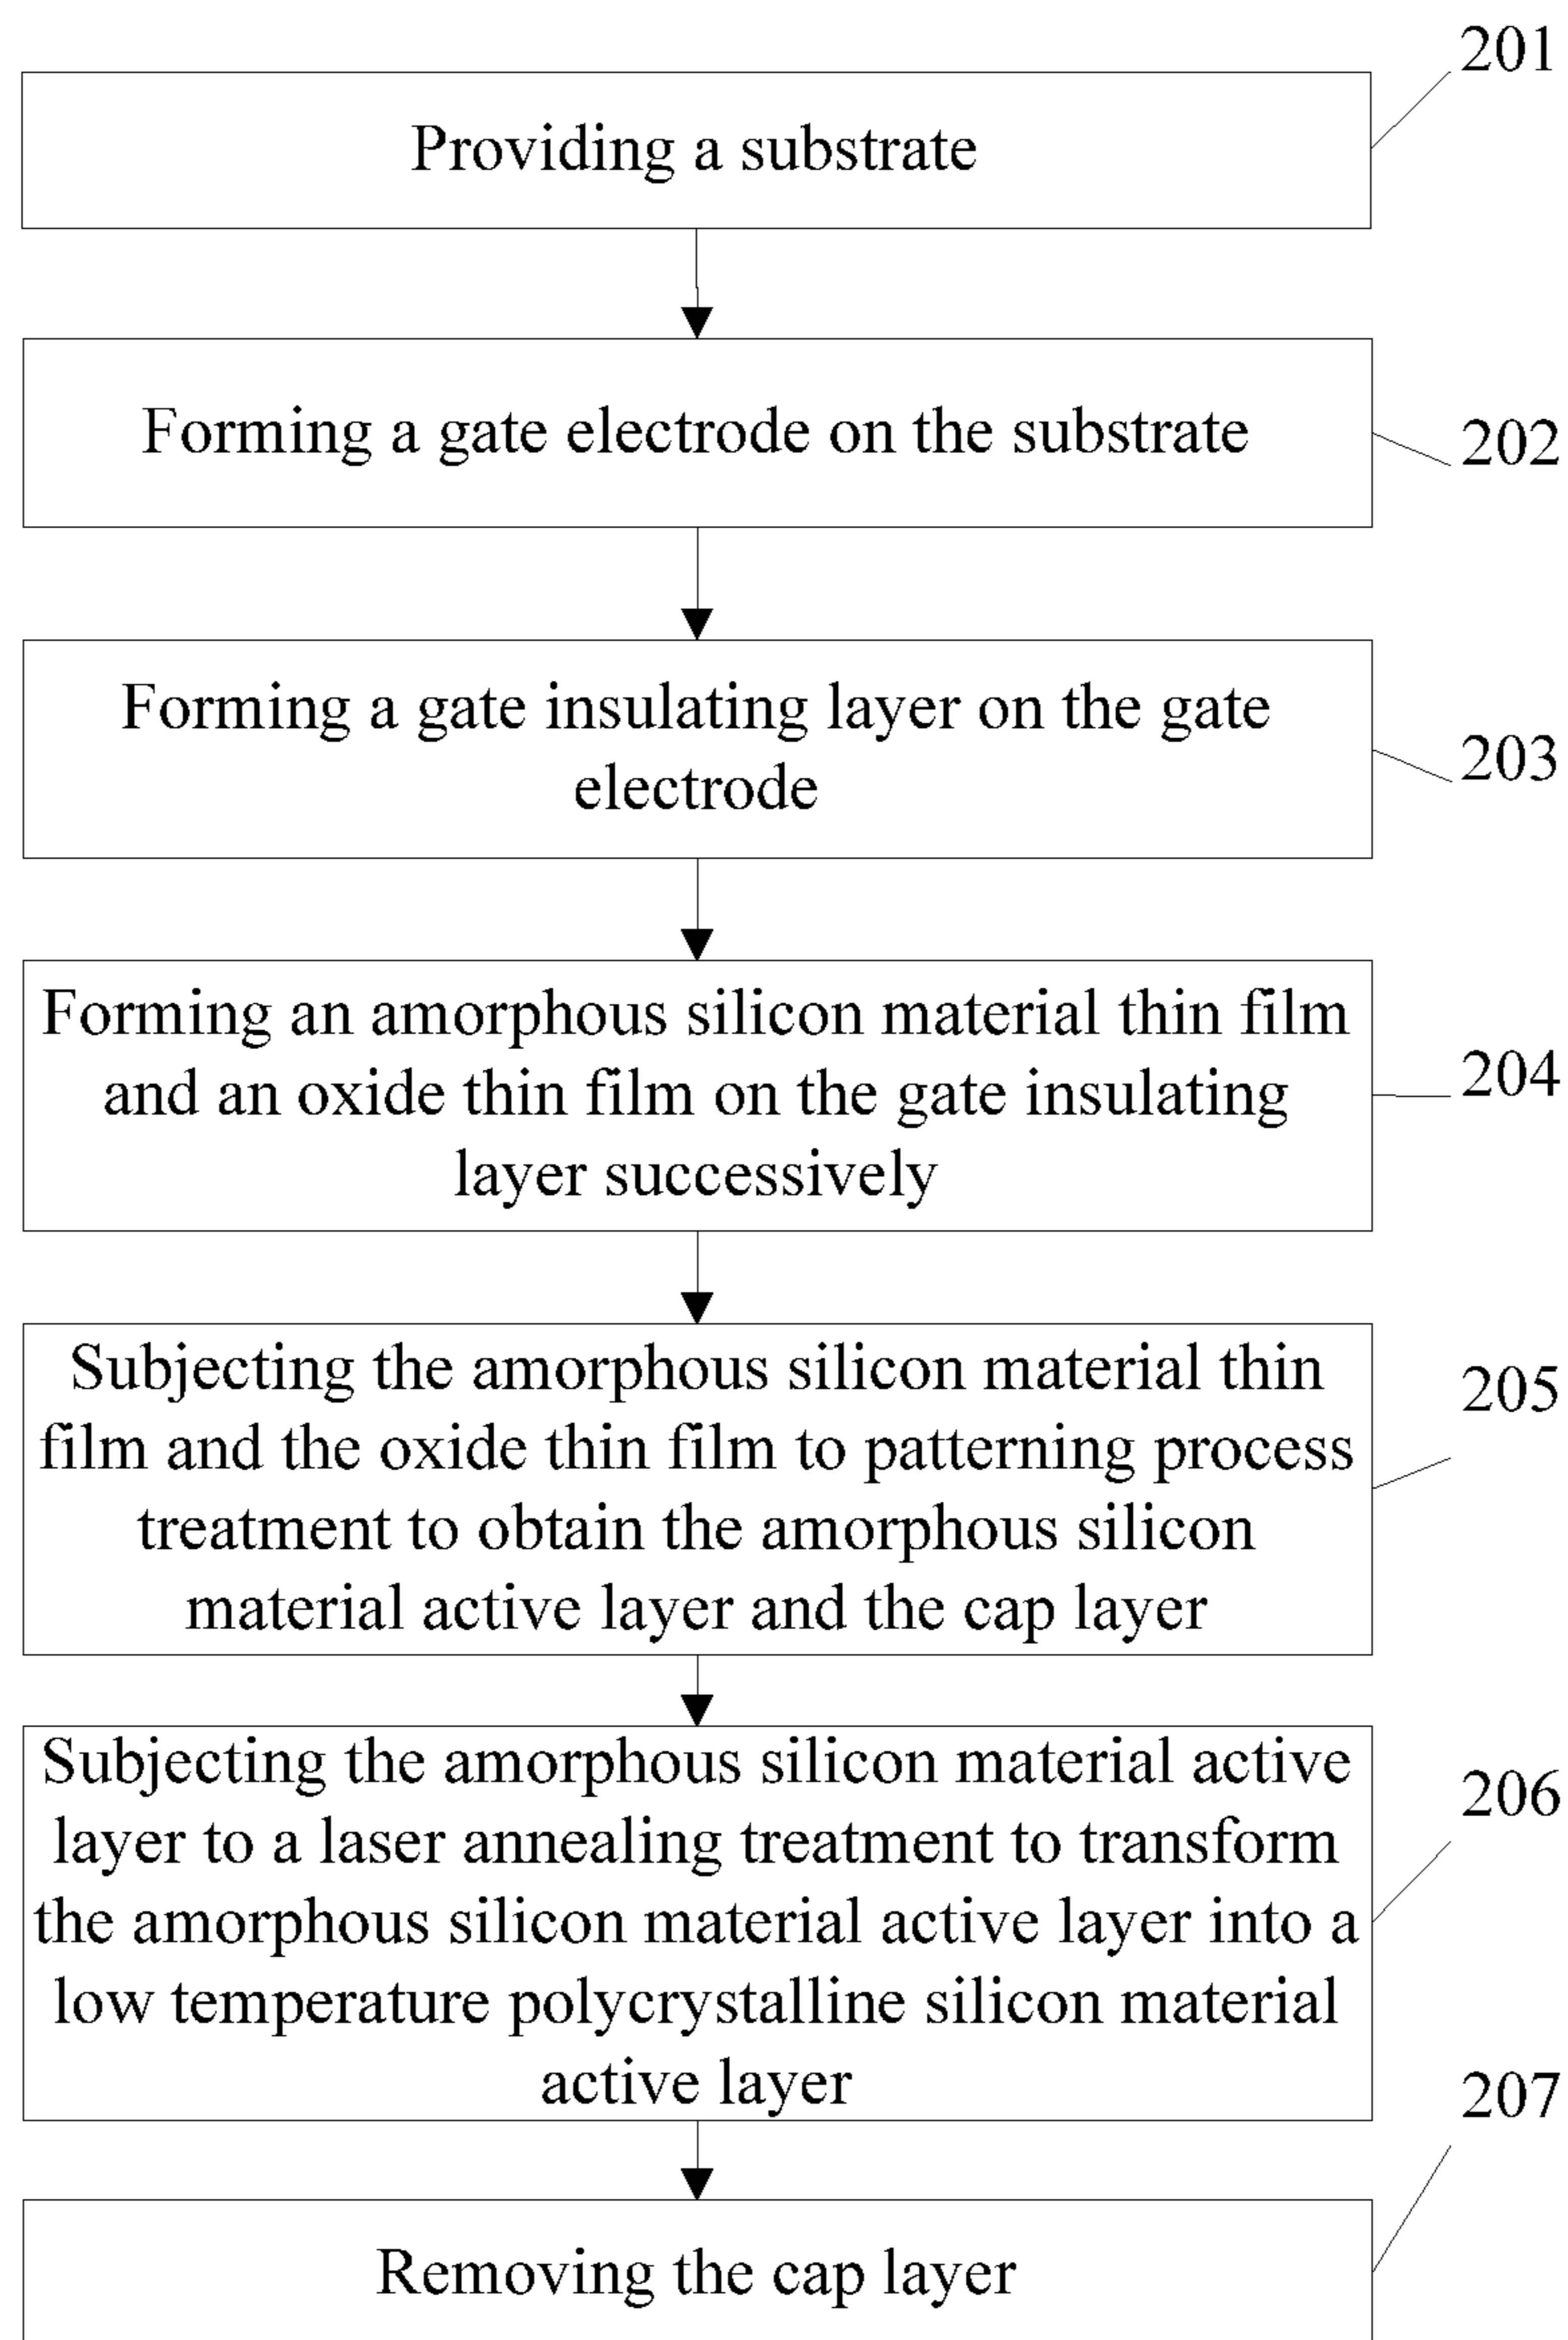 201
Providing a substrate
Forming a gate electrode on the substrate
202
Forming a gate insulating layer on the gate
electrode
203
Forming an amorphous silicon material thin film
and an oxide thin film on the gate insulating
layer successively
204
Subjecting the amorphous silicon material thin
film and the oxide thin film to patterning process
treatment to obtain the amorphous silicon
material active layer and the cap layer
205
Subjecting the amorphous silicon material active
layer to a laser annealing treatment to transform
the amorphous silicon material active layer into a
low temperature polycrystalline silicon material
active layer
206
207
Removing the cap layer